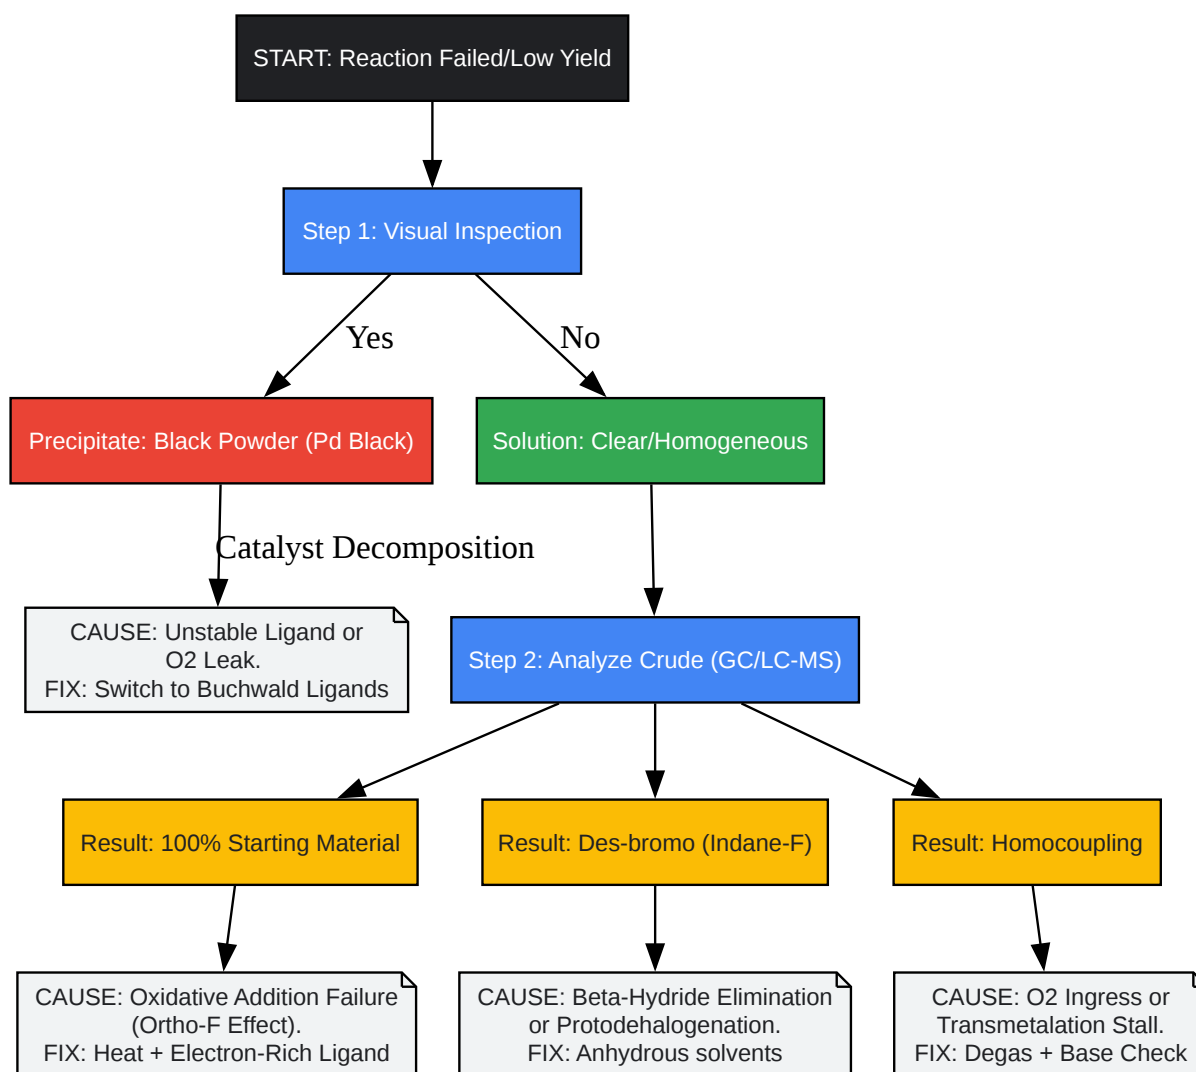 START: Reaction Failed/Low Yield
Step 1: Visual Inspection
Yes
No
Precipitate: Black Powder (Pd Black)
Solution: Clear/Homogeneous
Catalyst Decomposition
CAUSE: Unstable Ligand or
O2 Leak.
FIX: Switch to Buchwald Ligands
Step 2: Analyze Crude (GC/LC-MS)
Result: 100% Starting Material
Result: Des-bromo (Indane-F)
Result: Homocoupling
CAUSE: Oxidative Addition Failure
(Ortho-F Effect).
FIX: Heat + Electron-Rich Ligand
CAUSE: Beta-Hydride Elimination
or Protodehalogenation.
FIX: Anhydrous solvents
CAUSE: O2 Ingress or
Transmetalation Stall.
FIX: Degas + Base Check